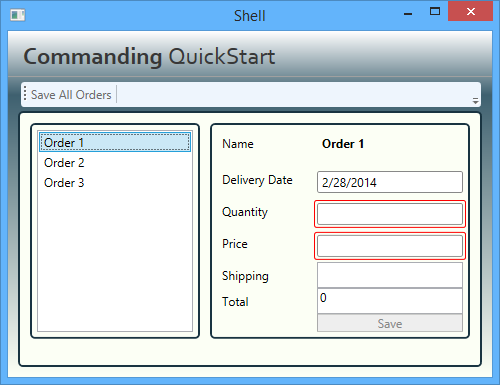 Shell
Commanding QuickStart
Save All Orders
Order 1
Order 2
Order 3
Name Order 1
Delivery Date 2/28/2014
Quantity
Price
Shipping
Total 0
Save